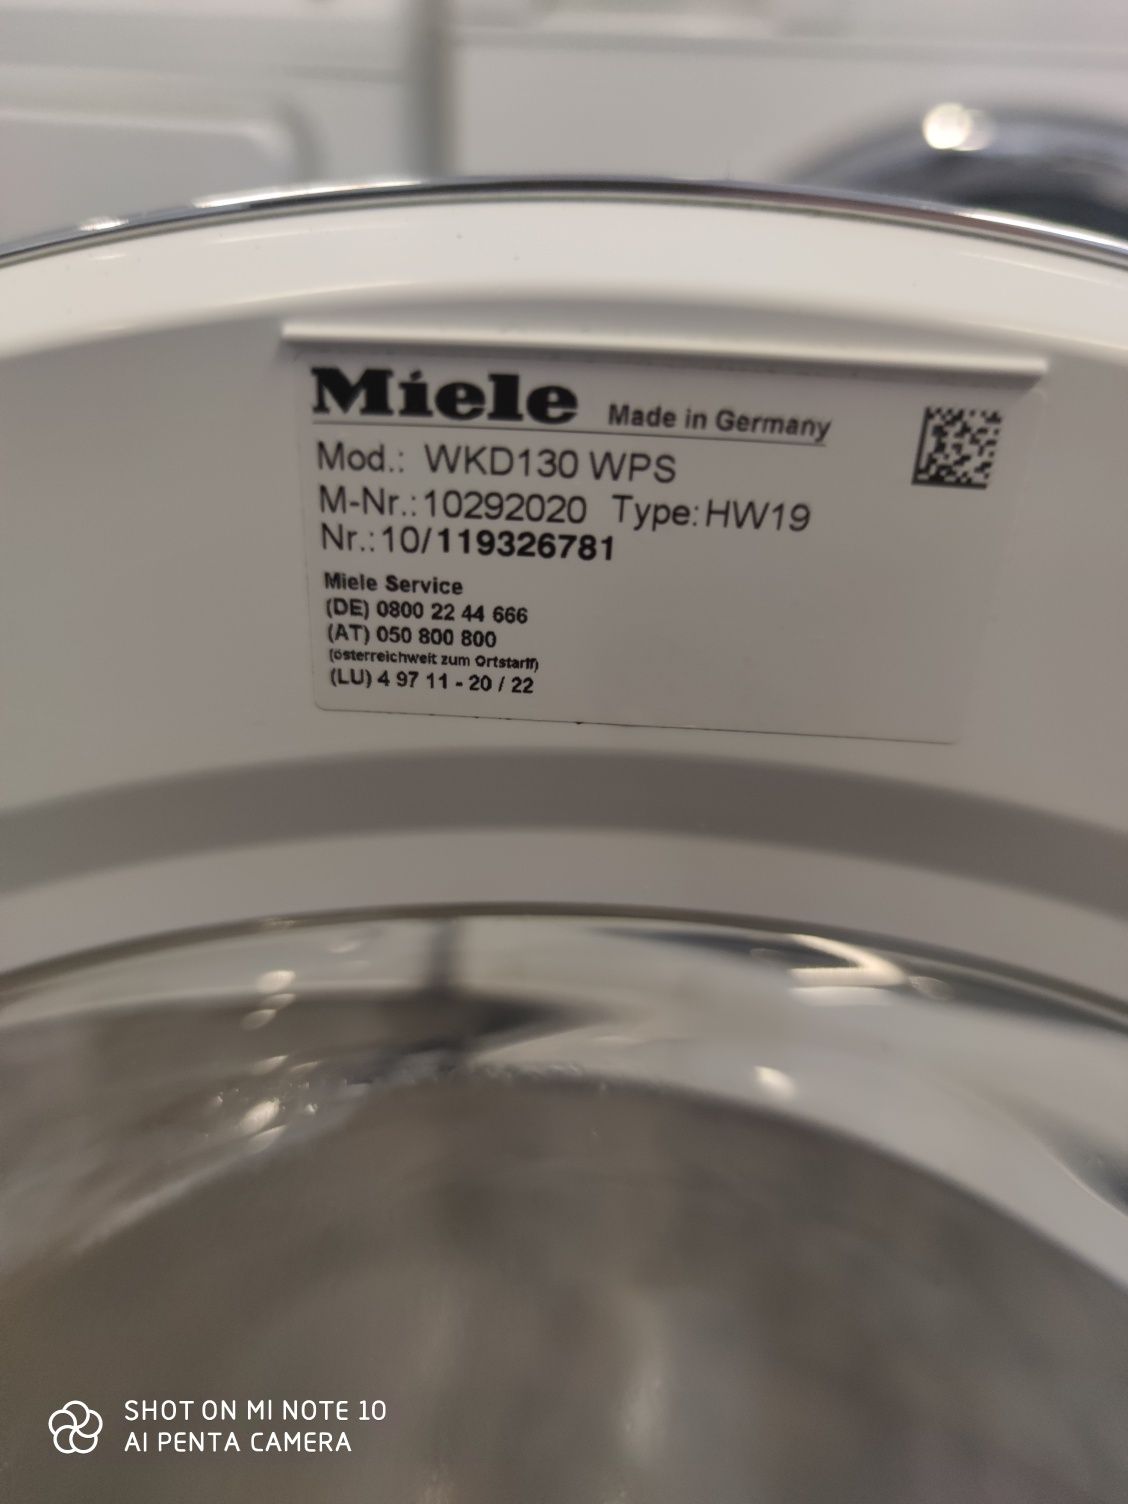 Miele Made in Germany
Mod.: WKD130 WPS
M-Nr.: 10292020 Type: HW19
Nr.: 10/119326781
Miele Service
(DE) 0800 22 44 666
(AT) 050 800 800
(österreichweit zum Ortstarif)
(LU) 4 97 11 - 20 / 22
SHOT ON MI NOTE 10
AI PENTA CAMERA